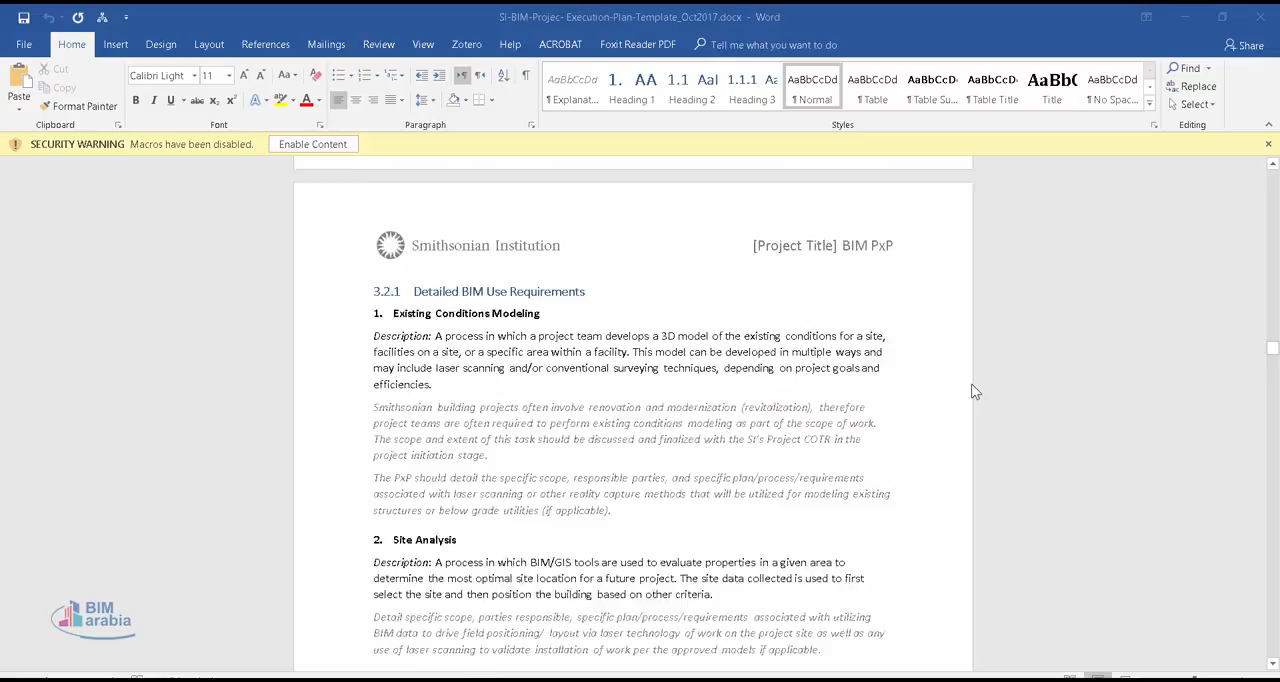 SI-BIM-Projec- Execution-Plan-Template_Oct2017.docx - Word
File Home Insert Design Layout References Mailings Review View Zotero Help ACROBAT Foxit Reader PDF Tell me what you want to do Share
Paste Cut Copy Format Painter
Calibri Light 11
AaBbCcDd 1. AA 1.1 AaI 1.1.1 Aa AaBbCcDd AaBbCcDd AaBbCcD AaBbCcD AaBb( AaBbCcDd
¶ Explanat... Heading 1 Heading 2 Heading 3 ¶ Normal ¶ Table ¶ Table Su... ¶ Table Title Title ¶ No Spac...
Find
Replace
Select
Clipboard Font Paragraph Styles Editing
SECURITY WARNING Macros have been disabled. Enable Content
Smithsonian Institution [Project Title] BIM PxP
3.2.1 Detailed BIM Use Requirements
1. Existing Conditions Modeling
Description: A process in which a project team develops a 3D model of the existing conditions for a site,
facilities on a site, or a specific area within a facility. This model can be developed in multiple ways and
may include laser scanning and/or conventional surveying techniques, depending on project goals and
efficiencies.
Smithsonian building projects often involve renovation and modernization (revitalization), therefore
project teams are often required to perform existing conditions modeling as part of the scope of work.
The scope and extent of this task should be discussed and finalized with the SI's Project COTR in the
project initiation stage.
The PxP should detail the specific scope, responsible parties, and specific plan/process/requirements
associated with laser scanning or other reality capture methods that will be utilized for modeling existing
structures or below grade utilities (if applicable).
2. Site Analysis
Description: A process in which BIM/GIS tools are used to evaluate properties in a given area to
determine the most optimal site location for a future project. The site data collected is used to first
select the site and then position the building based on other criteria.
Detail specific scope, parties responsible, specific plan/process/requirements associated with utilizing
BIM data to drive field positioning/ layout via laser technology of work on the project site as well as any
use of laser scanning to validate installation of work per the approved models if applicable.
BIM
arabia